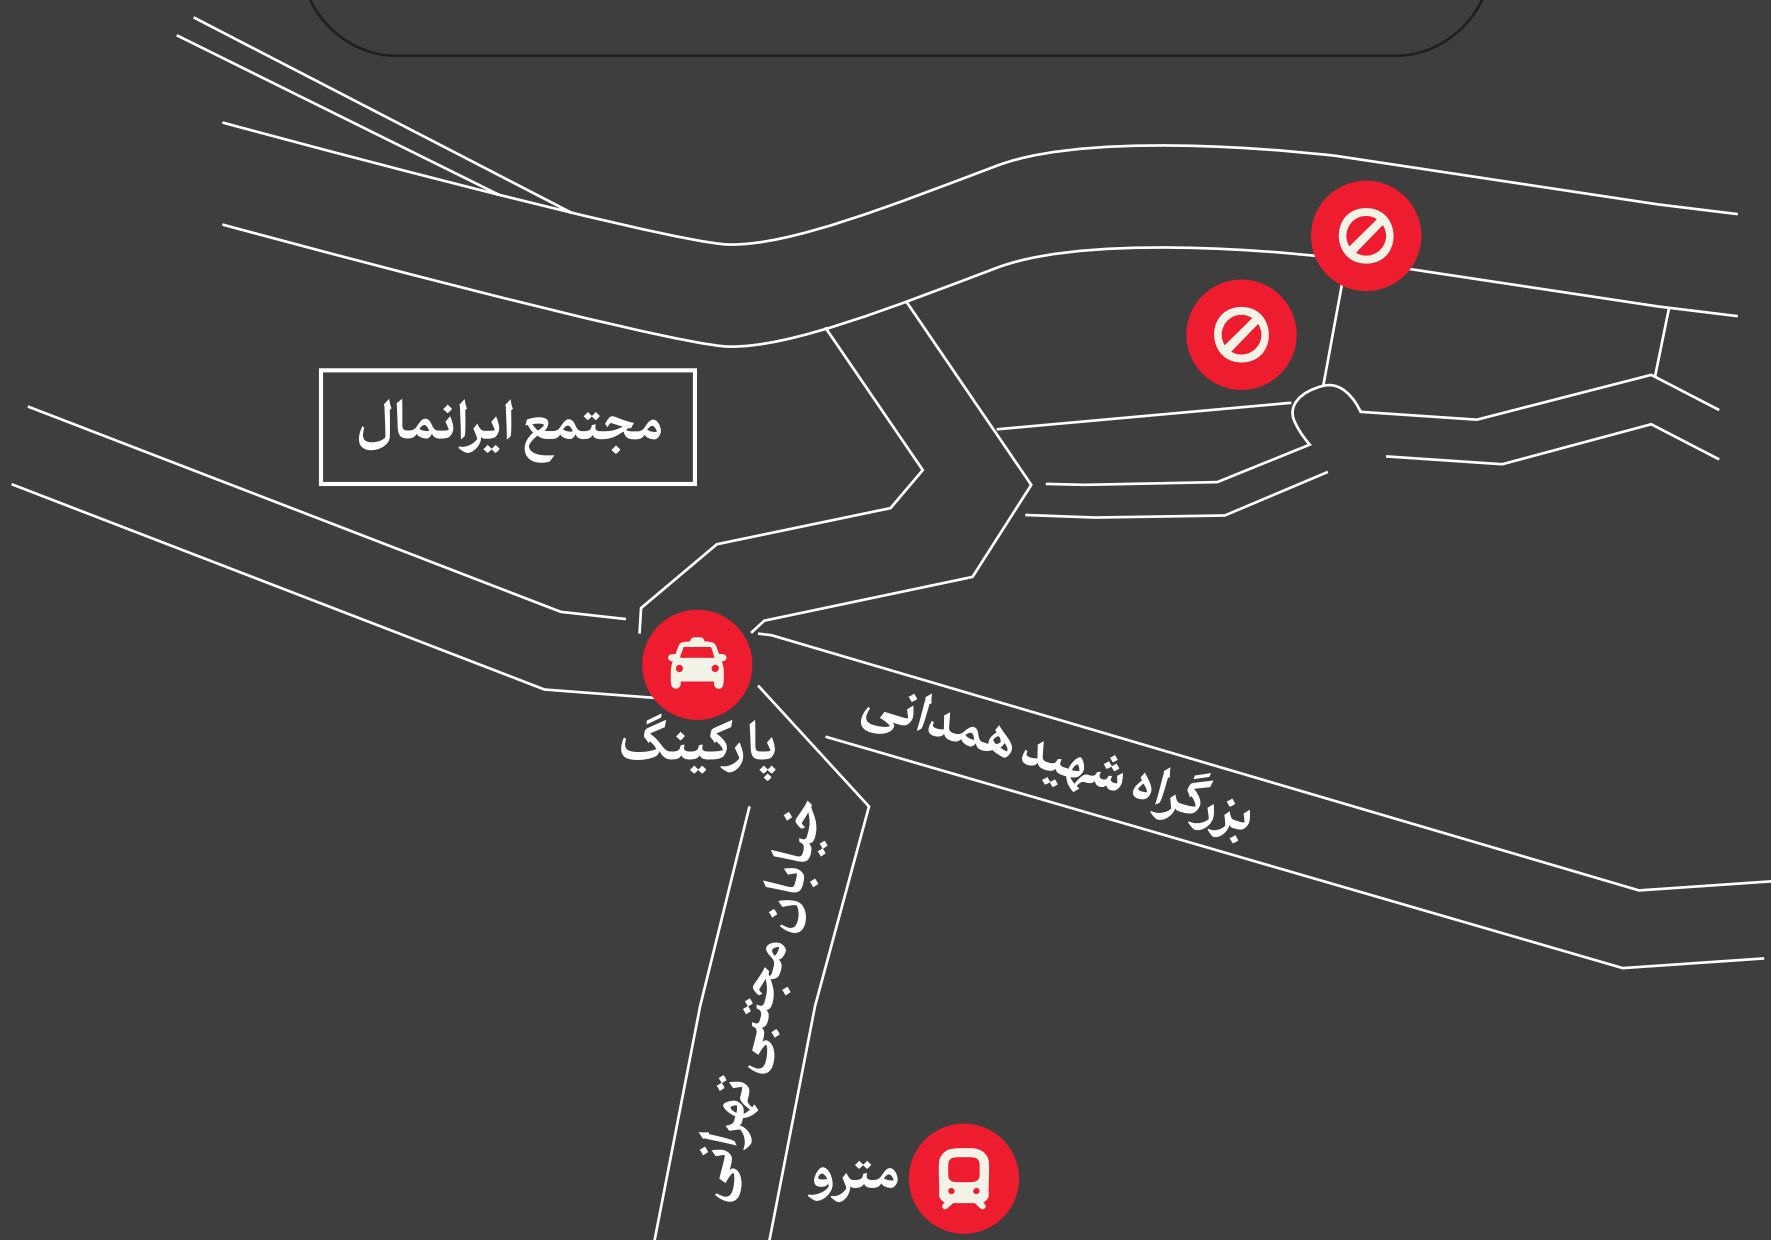 مجتمع ایرانمال
پارکینگ
بزرگراه شهید همدانی
خیابان مجتبی تهرانی
مترو